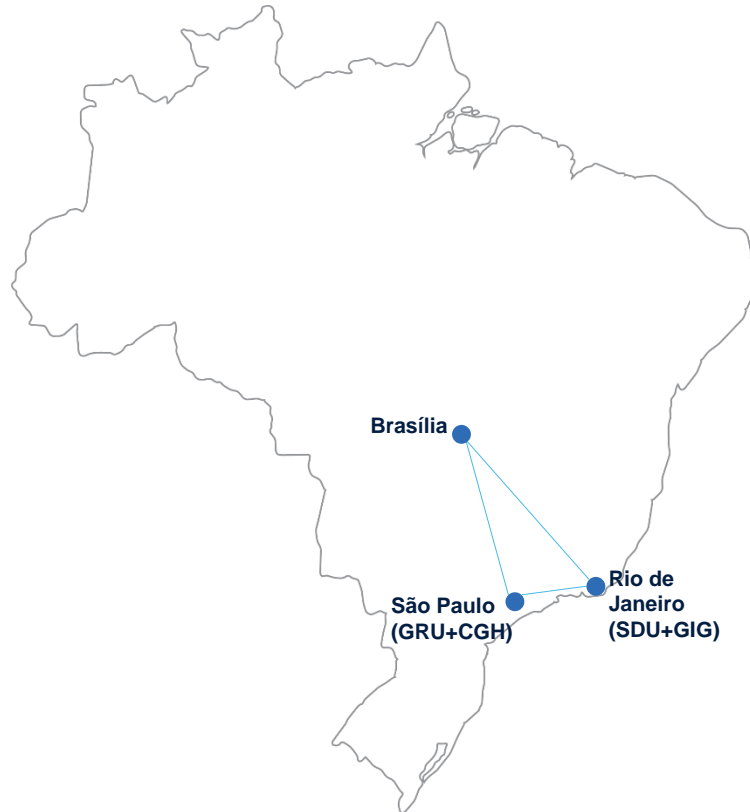 Brasília
São Paulo
(GRU+CGH)
Rio de
Janeiro
(SDU+GIG)